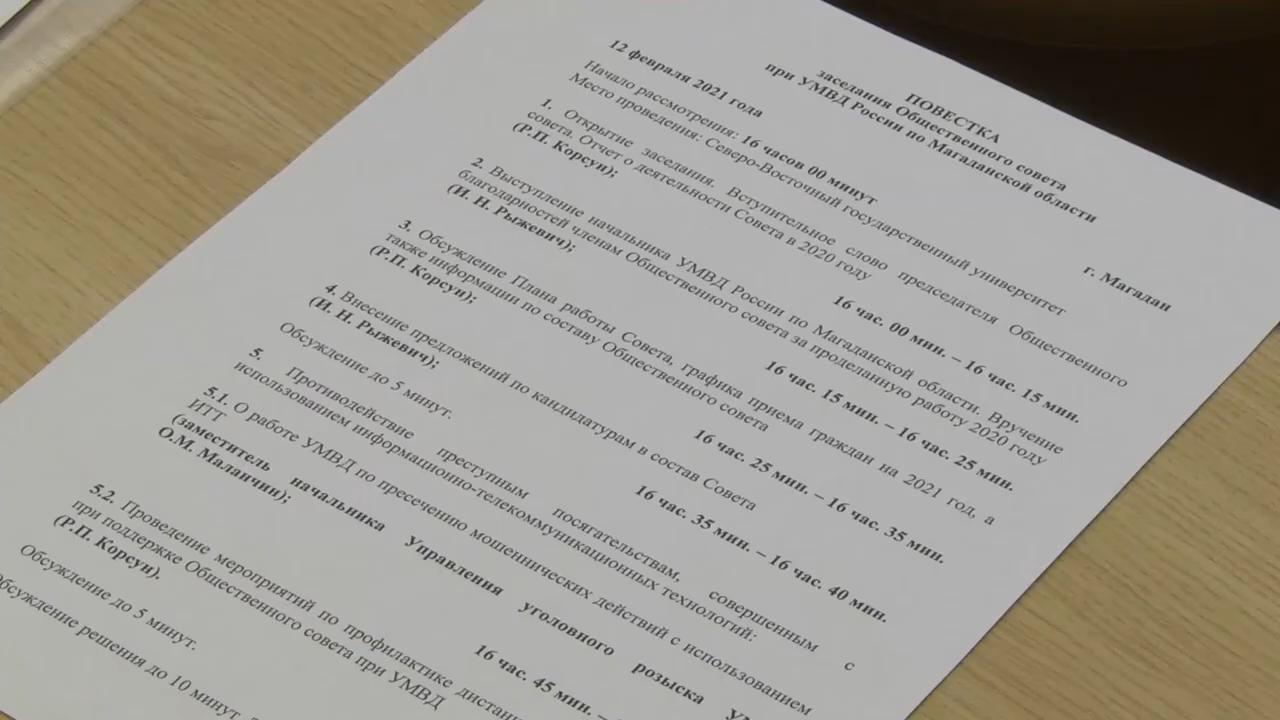 ПОВЕСТКА
заседания Общественного совета
при УМВД России по Магаданской области
12 февраля 2021 года
г. Магадан
Начало рассмотрения: 16 часов 00 минут
Место проведения: Северо-Восточный государственный университет
1. Открытие заседания. Вступительное слово председателя Общественного
совета. Отчет о деятельности Совета в 2020 году
(Р.П. Корсун);
16 час. 00 мин. – 16 час. 15 мин.
2. Выступление начальника УМВД России по Магаданской области. Вручение
благодарностей членам Общественного совета за проделанную работу 2020 году
(И. Н. Рыжевич);
16 час. 15 мин. – 16 час. 25 мин.
3. Обсуждение Плана работы Совета, графика приема граждан на 2021 год, а
также информации по составу Общественного совета
(Р.П. Корсун);
16 час. 25 мин. – 16 час. 35 мин.
4. Внесение предложений по кандидатурам в состав Совета
(И. Н. Рыжевич);
16 час. 35 мин. – 16 час. 40 мин.
Обсуждение до 5 минут.
5. Противодействие преступным посягательствам, совершенным с
использованием информационно-телекоммуникационных технологий:
5.1. О работе УМВД по пресечению мошеннических действий с использованием
ИТТ
(заместитель начальника Управления уголовного розыска
О.М. Маланчин);
16 час. 45 мин. –
5.2. Проведение мероприятий по профилактике
при поддержке Общественного совета при УМВД
(Р.П. Корсун).
Обсуждение до 5 минут.
Обсуждение решения до 10 минут.